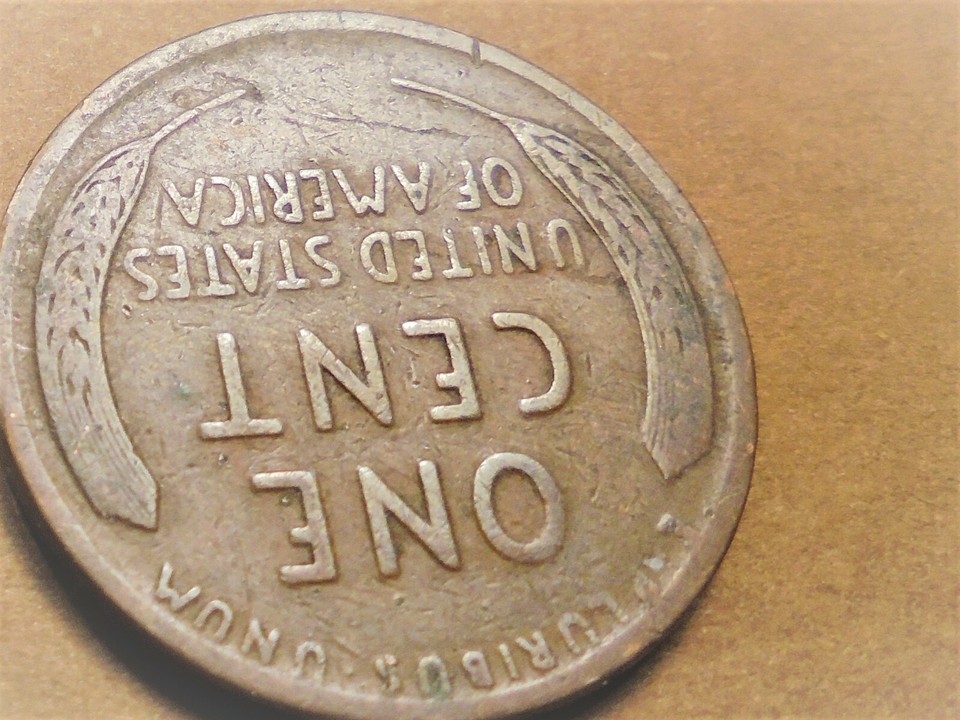 E·PLURIBUS·UNUM
ONE
CENT
UNITED STATES
OF AMERICA